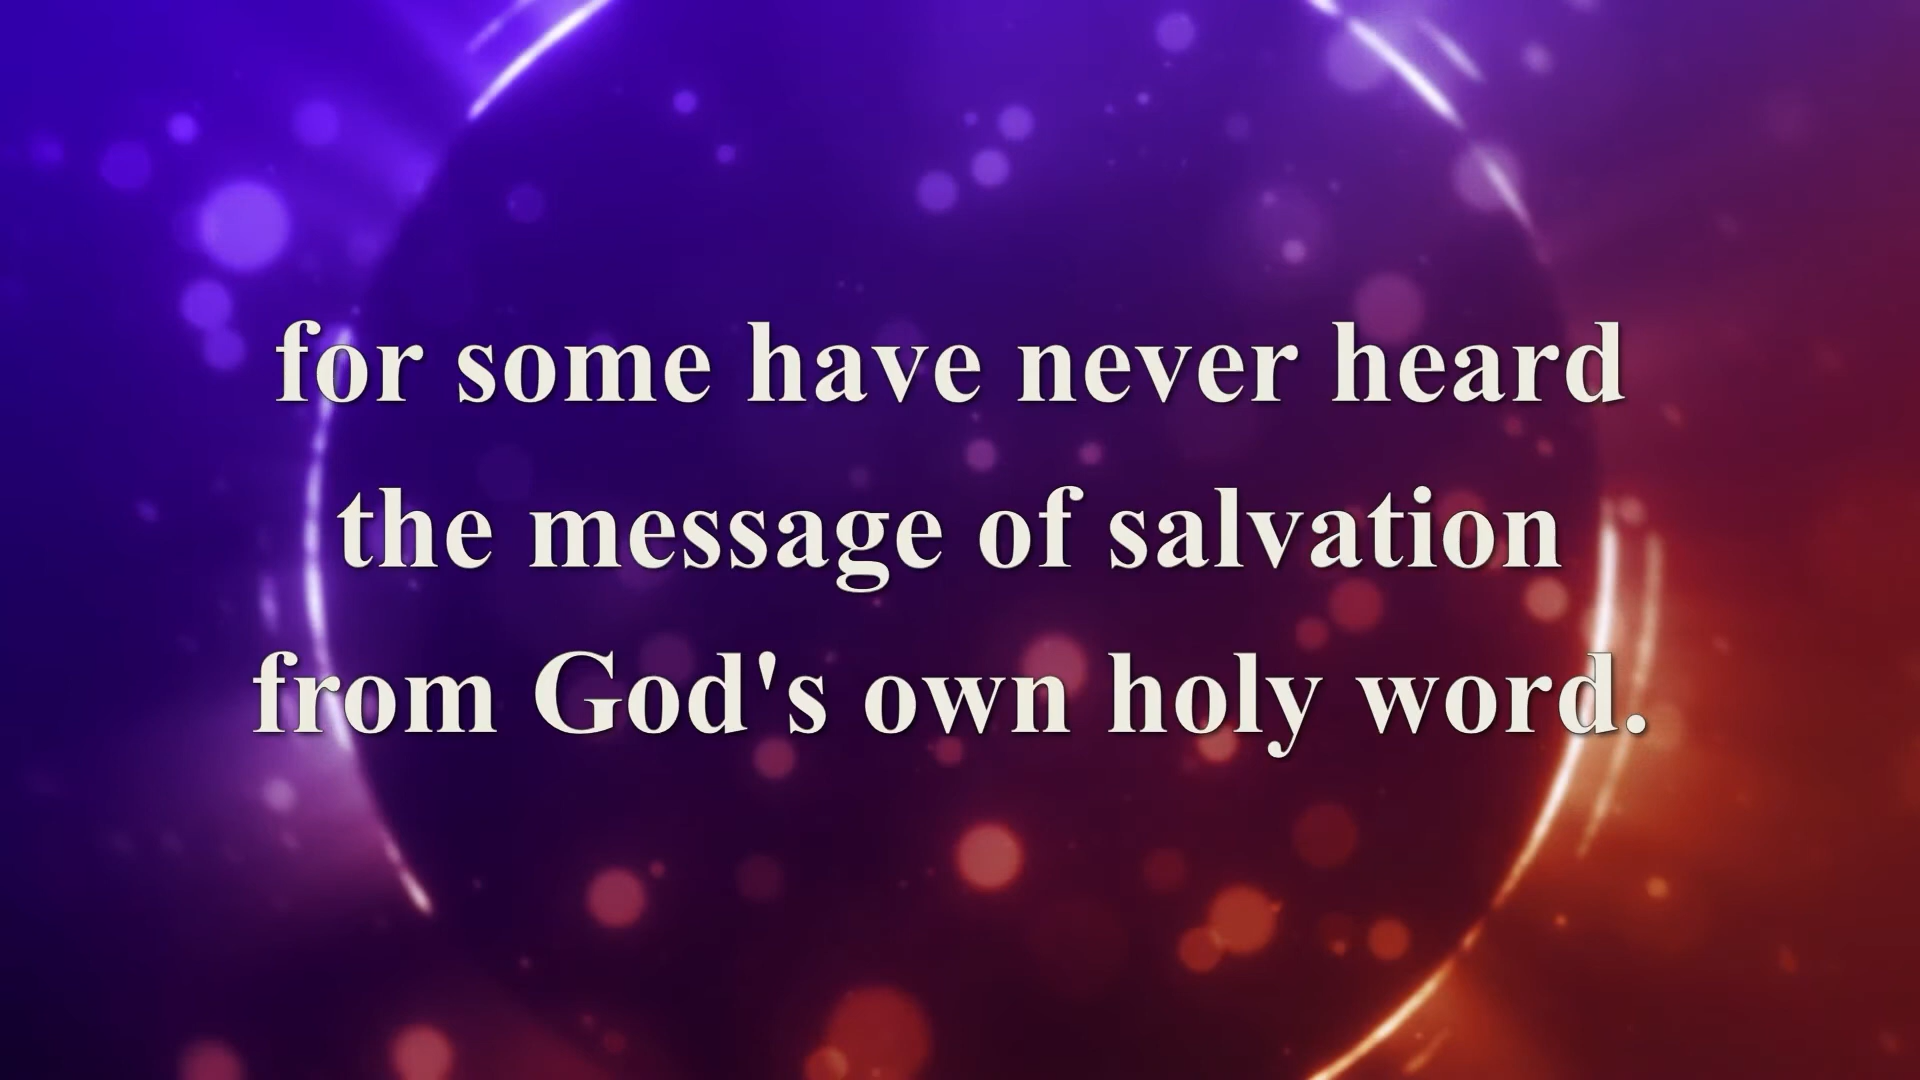 for some have never heard
the message of salvation
from God's own holy word.